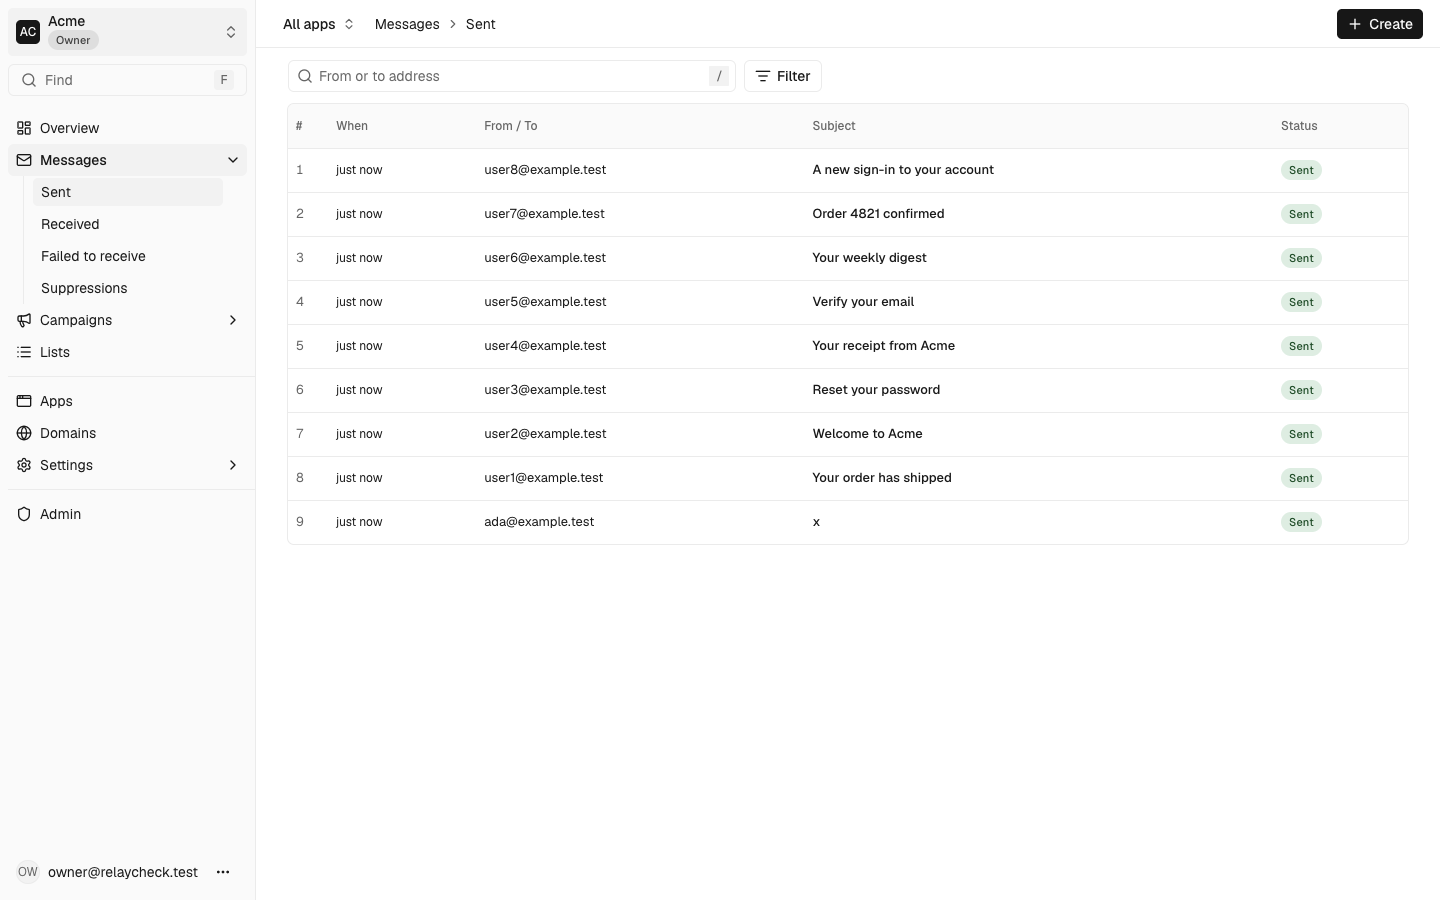 AC Acme
Owner
Find F
Overview
Messages
Sent
Received
Failed to receive
Suppressions
Campaigns
Lists
Apps
Domains
Settings
Admin
OW owner@relaycheck.test
All apps Messages Sent
Create
From or to address /
Filter
# When From / To Subject Status
1 just now user8@example.test A new sign-in to your account Sent
2 just now user7@example.test Order 4821 confirmed Sent
3 just now user6@example.test Your weekly digest Sent
4 just now user5@example.test Verify your email Sent
5 just now user4@example.test Your receipt from Acme Sent
6 just now user3@example.test Reset your password Sent
7 just now user2@example.test Welcome to Acme Sent
8 just now user1@example.test Your order has shipped Sent
9 just now ada@example.test x Sent